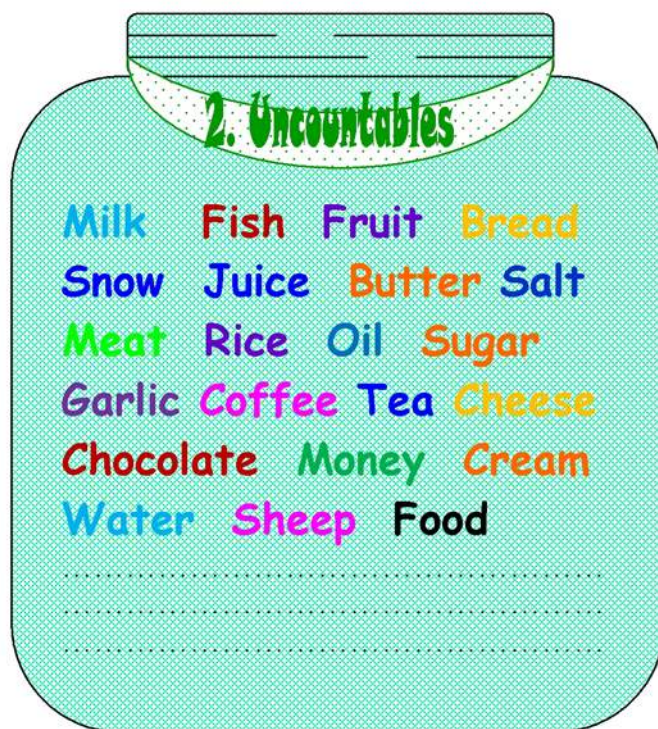 2. Uncountables
Milk Fish Fruit Bread
Snow Juice Butter Salt
Meat Rice Oil Sugar
Garlic Coffee Tea Cheese
Chocolate Money Cream
Water Sheep Food